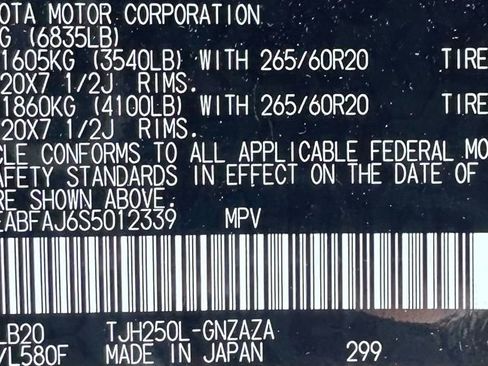 OTA MOTOR CORPORATION
G (6835LB)
1605KG (3540LB) WITH 265/60R20 TIRE
20X7 1/2J RIMS.
1860KG (4100LB) WITH 265/60R20 TIRE
20X7 1/2J RIMS.
CLE CONFORMS TO ALL APPLICABLE FEDERAL MO
AFETY STANDARDS IN EFFECT ON THE DATE OF
RE SHOWN ABOVE.
EABFAJ6S5012339 MPV
LB20 TJH250L-GNZAZA
/L580F MADE IN JAPAN 299